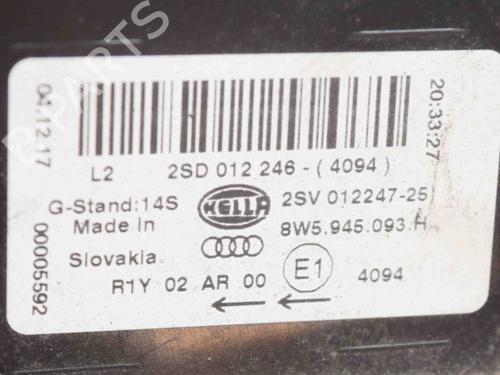 B-PARTS
04.12.17
00005592
20:33:27
L2 2SD 012 246-(4094)
G-Stand:14S
HELLA
2SV 012247-25
Made in
8W5.945.093.H
Slovakia
E1
R1Y 02 AR 00
4094